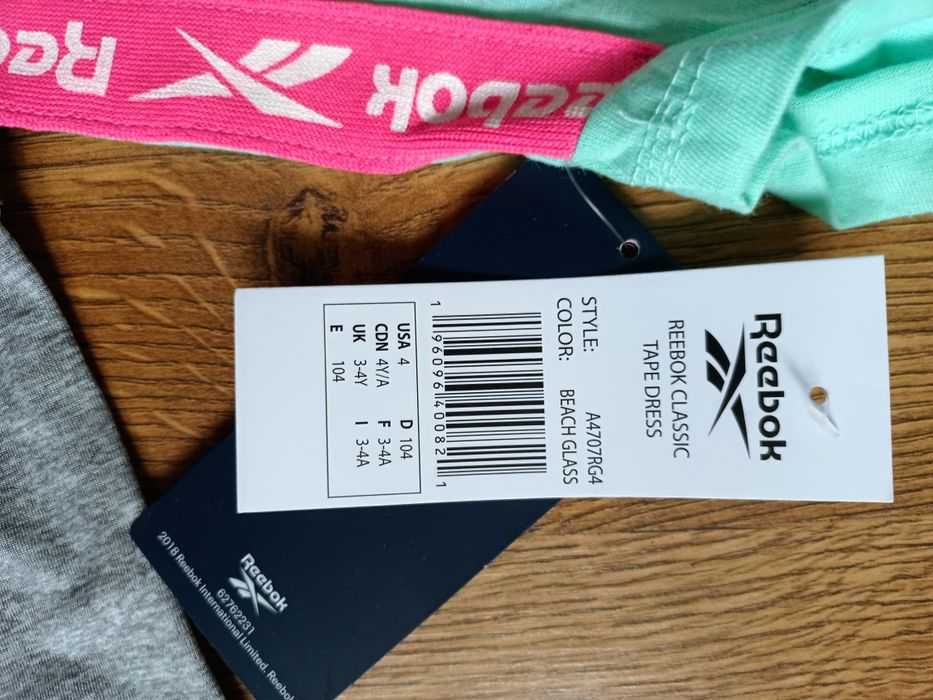 Reebok
Reebok
Reebok
REEBOK CLASSIC
TAPE DRESS
STYLE: A4707RG4
COLOR: BEACH GLASS
1 96096 40082 1
USA 4 D 104
CDN 4Y/A F 3-4A
UK 3-4Y I 3-4A
E 104
Reebok
62762231
2018 Reebok International Limited. Reebok